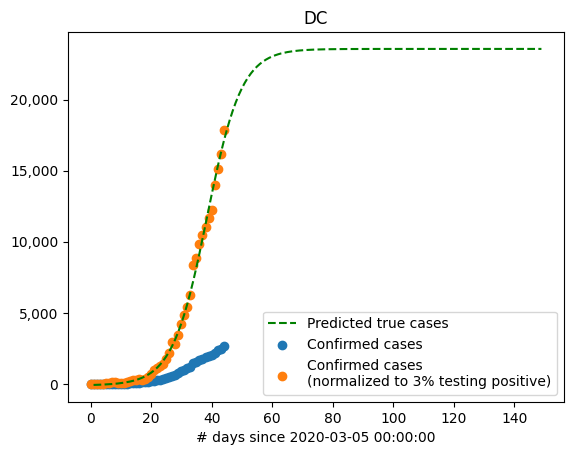 DC
20,000
15,000
10,000
5,000
0
0 20 40 60 80 100 120 140
# days since 2020-03-05 00:00:00
Predicted true cases
Confirmed cases
Confirmed cases
(normalized to 3% testing positive)